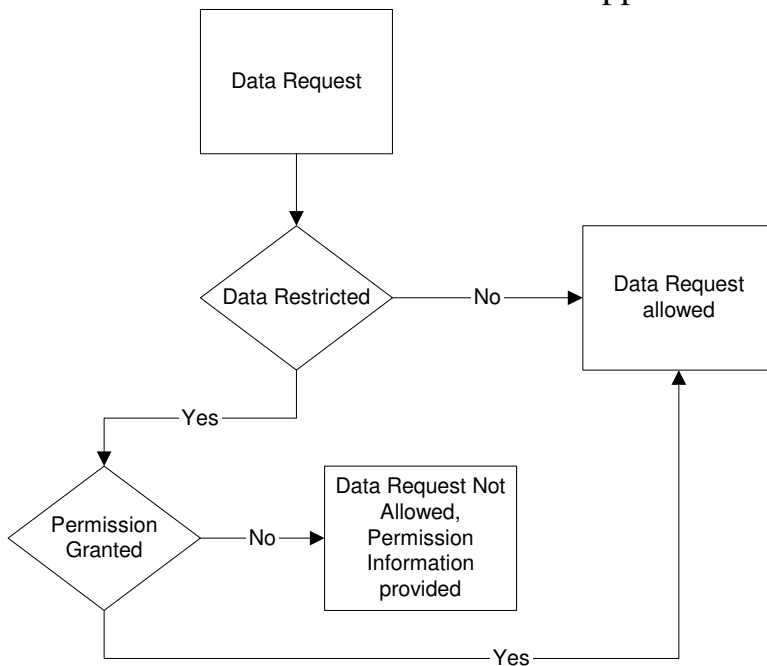 Data Request
Data Restricted
No
Data Request
allowed
Yes
Permission
Granted
No
Data Request Not
Allowed,
Permission
Information
provided
Yes